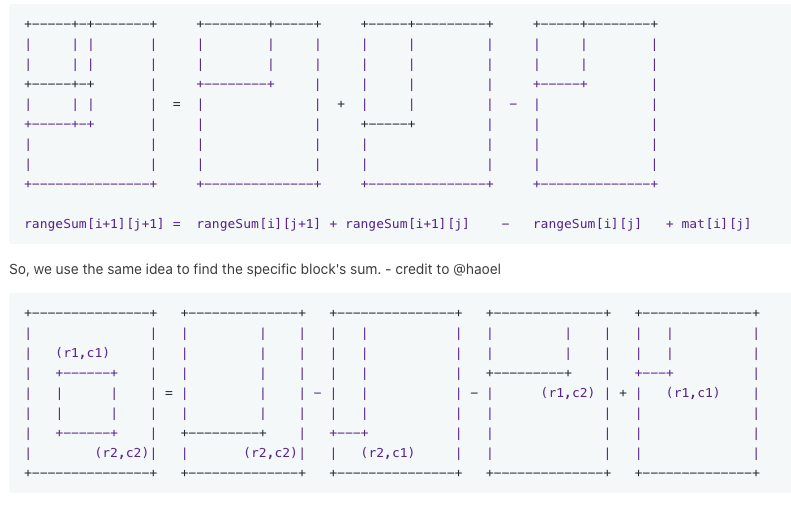 = + -
rangeSum[i+1][j+1] = rangeSum[i][j+1] + rangeSum[i+1][j] - rangeSum[i][j] + mat[i][j]
So, we use the same idea to find the specific block's sum. - credit to @haoel
(r1,c1)
= - - (r1,c2) + (r1,c1)
(r2,c2) (r2,c2) (r2,c1)